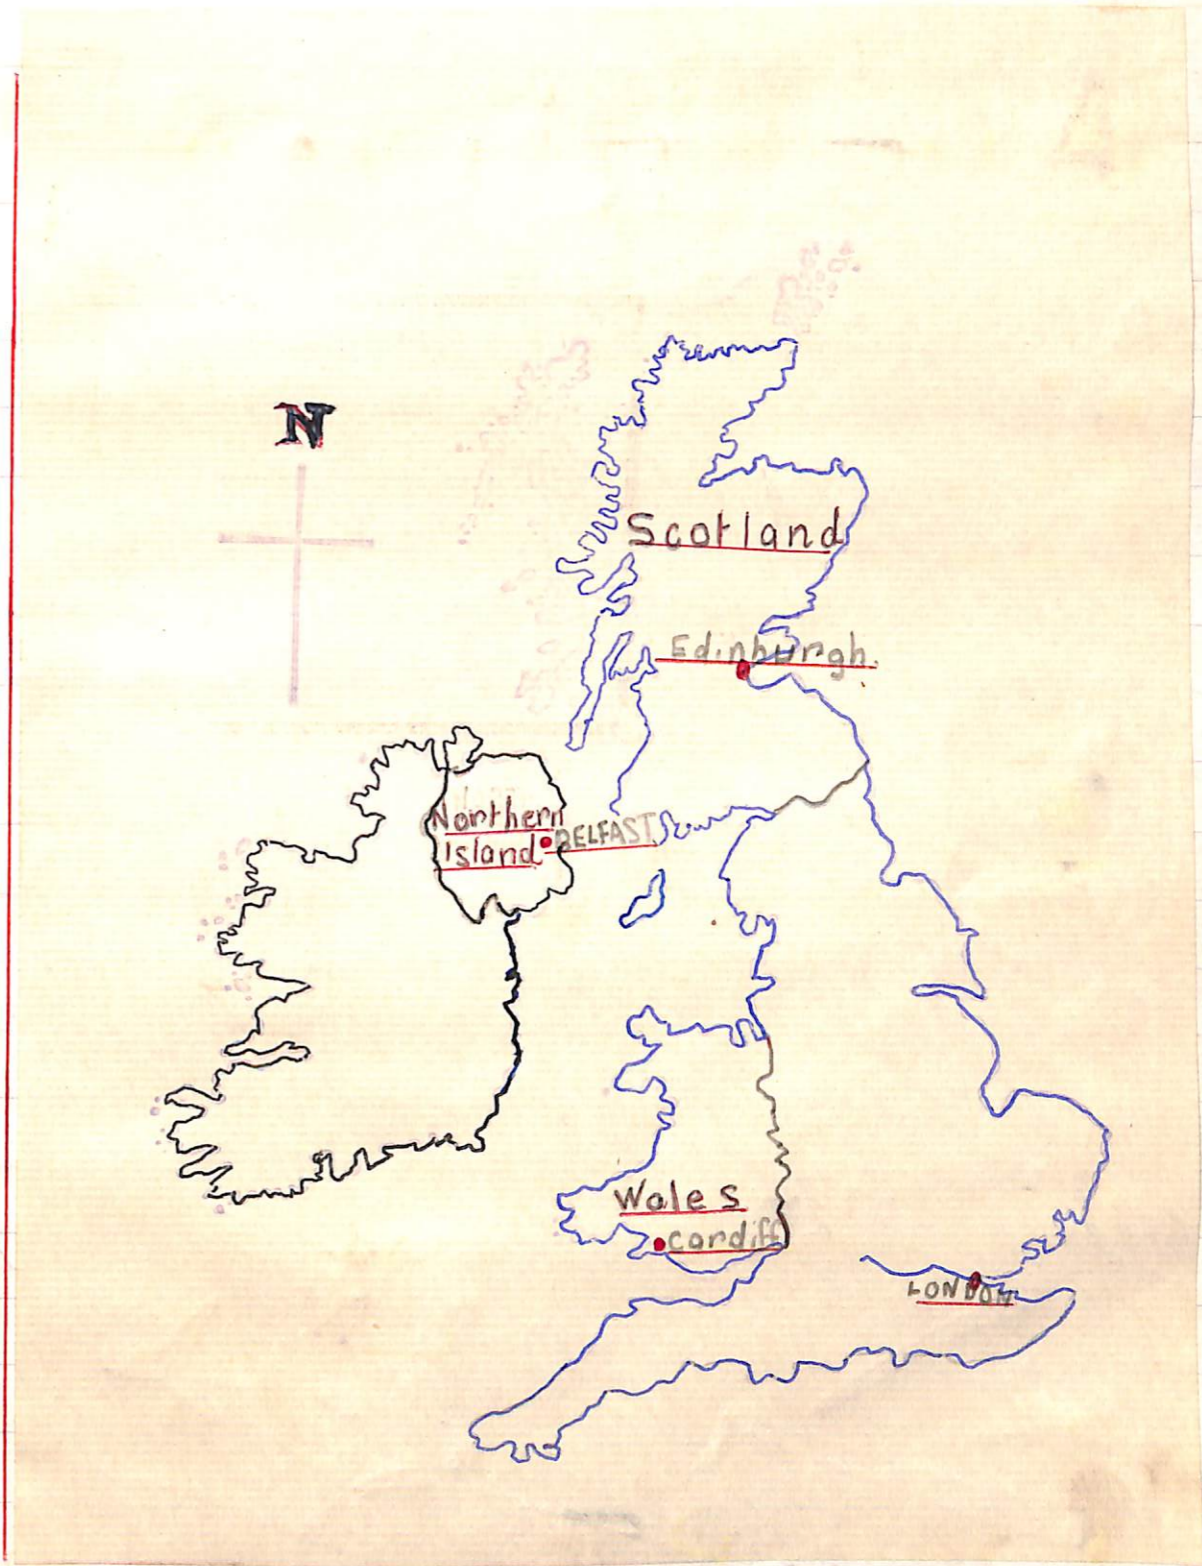 N
Scotland
Edinburgh
Northern
Island
BELFAST
Wales
Cardiff
LONDON